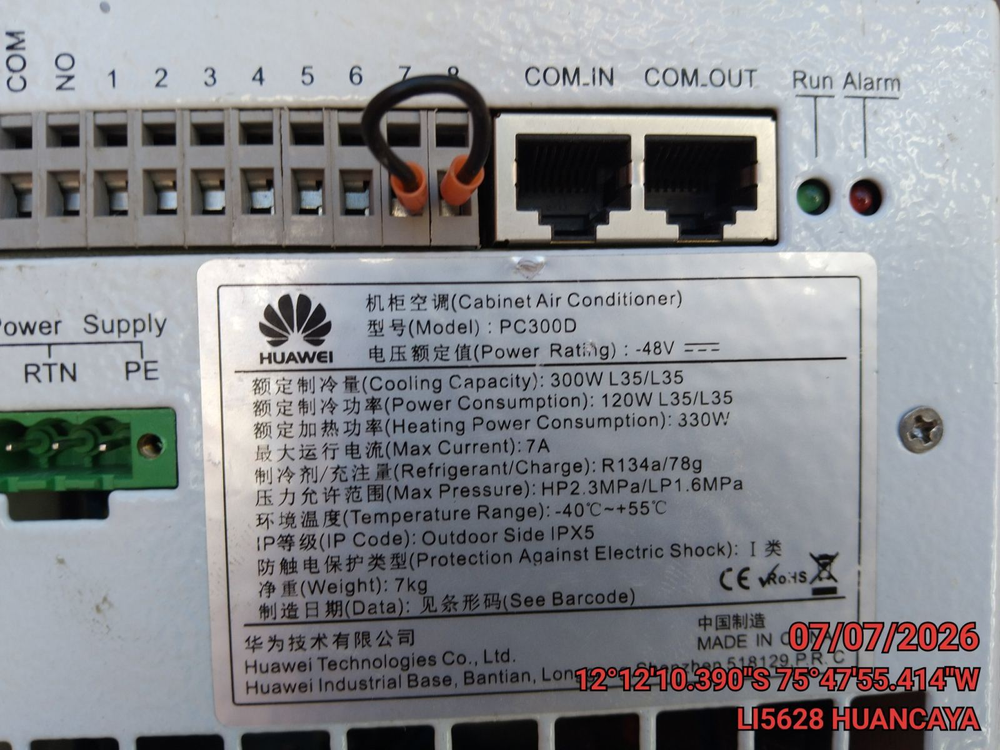 COM NO 1 2 3 4 5 6 7 8 COM_IN COM_OUT Run Alarm
Power Supply
RTN PE
HUAWEI
机柜空调(Cabinet Air Conditioner)
型号(Model) : PC300D
电压额定值(Power Rating) : -48V
额定制冷量(Cooling Capacity): 300W L35/L35
额定制冷功率(Power Consumption): 120W L35/L35
额定加热功率(Heating Power Consumption): 330W
最大运行电流(Max Current): 7A
制冷剂/充注量(Refrigerant/Charge): R134a/78g
压力允许范围(Max Pressure): HP2.3MPa/LP1.6MPa
环境温度(Temperature Range): -40℃~+55℃
IP等级(IP Code): Outdoor Side IPX5
防触电保护类型(Protection Against Electric Shock): I 类
净重(Weight): 7kg
CE RoHS
制造日期(Data): 见条形码(See Barcode)
华为技术有限公司
中国制造
MADE IN CHINA
Huawei Technologies Co., Ltd.
Huawei Industrial Base, Bantian, Shenzhen 518129,P.R. C
07/07/2026
12°12'10.390"S 75°47'55.414"W
LI5628 HUANCAYA